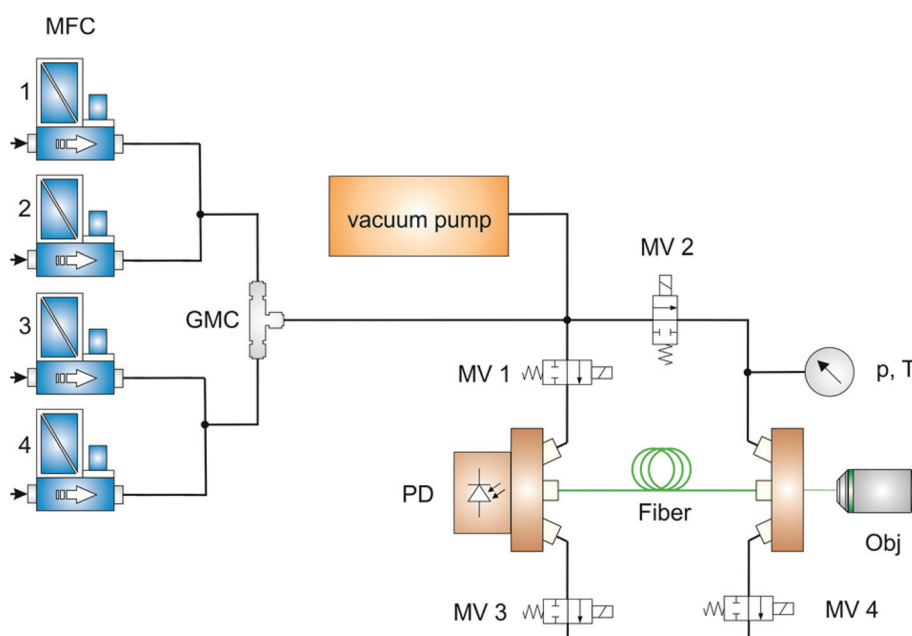 MFC
1
2
3
4
GMC
vacuum pump
MV 2
MV 1
p, T
PD
Fiber
Obj
MV 3
MV 4